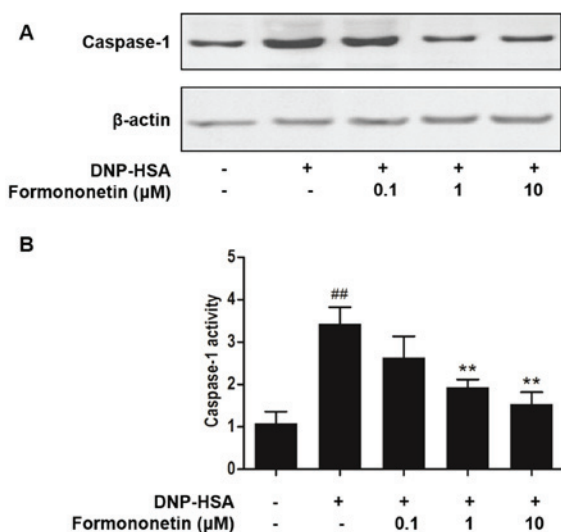 A
Caspase-1
β-actin
DNP-HSA - + + + +
Formononetin (μM) - - 0.1 1 10
B
Caspase-1 activity
5
4
3
2
1
0
##
**
**
DNP-HSA - + + + +
Formononetin (μM) - - 0.1 1 10